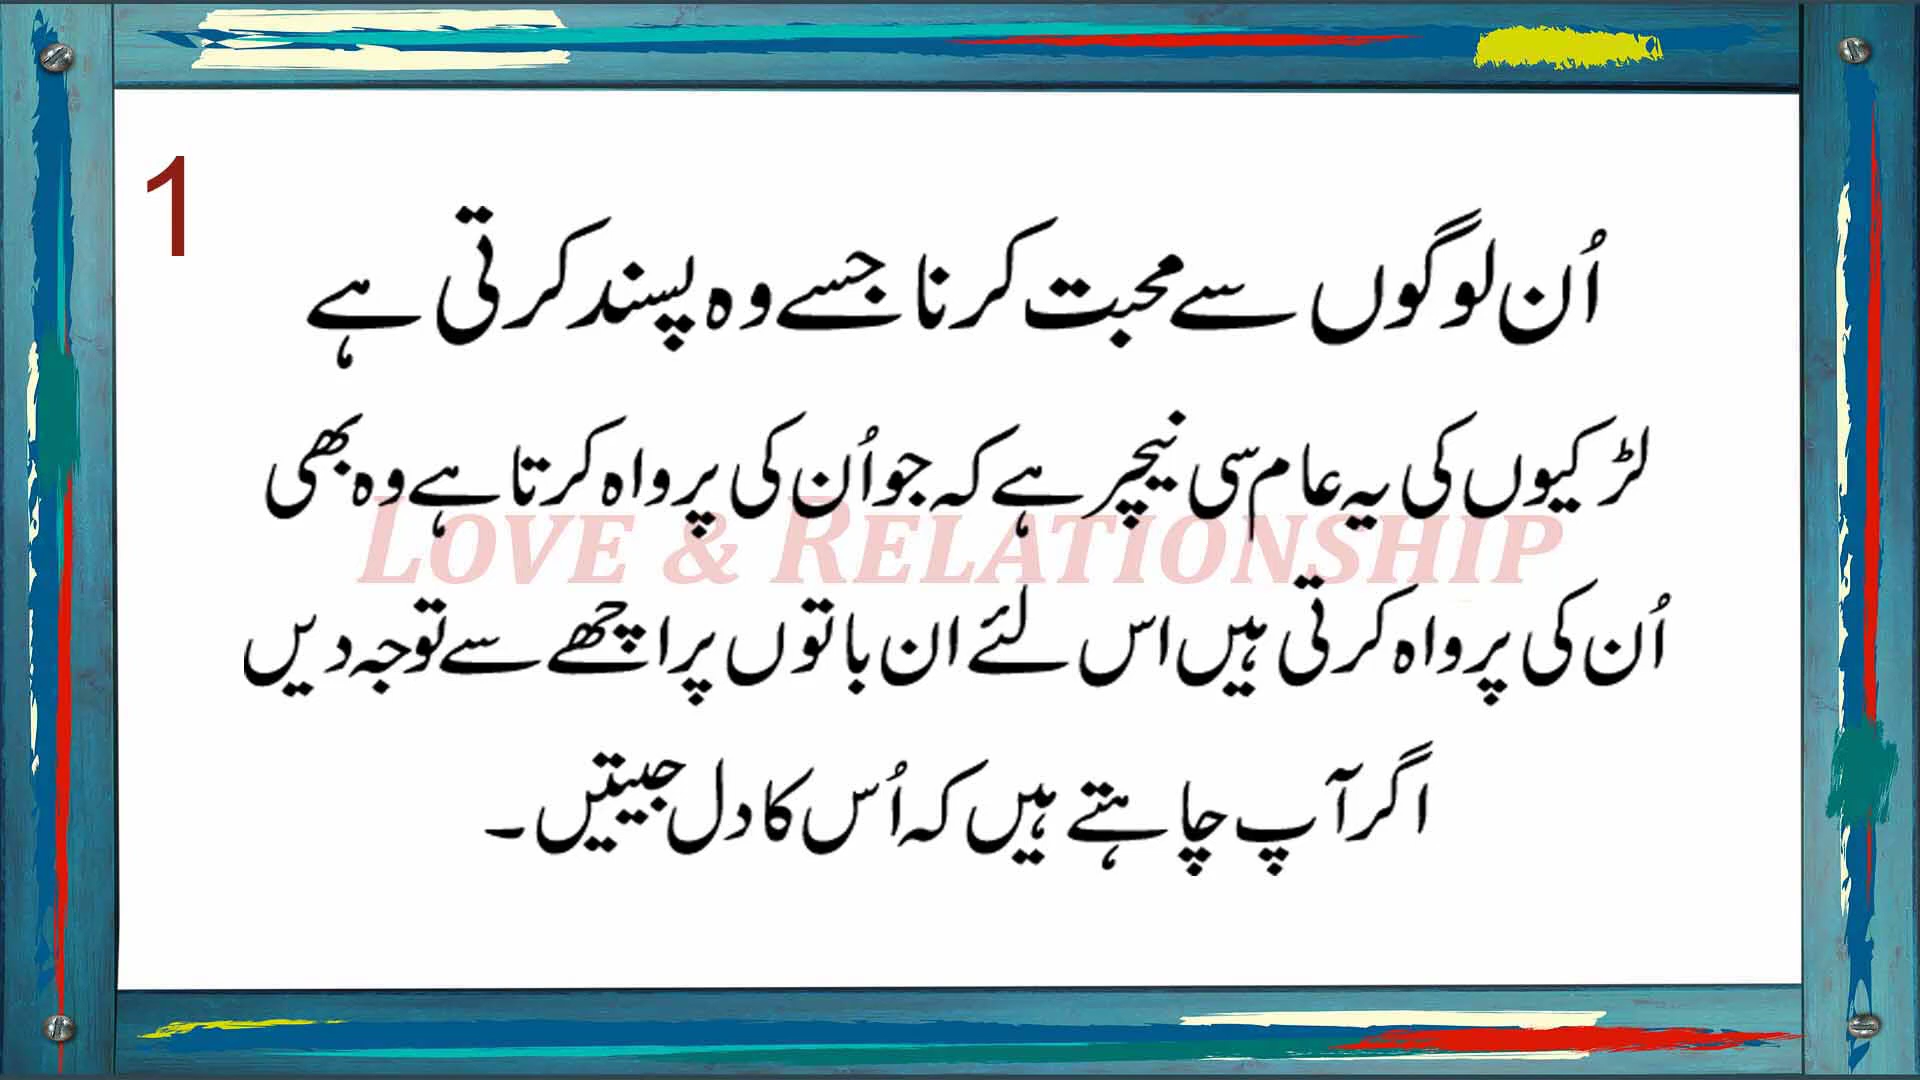 1
اُن لوگوں سے محبت کرنا جسے وہ پسند کرتی ہے
لڑکیوں کی یہ عام سی نیچر ہے کہ جو اُن کی پرواہ کرتا ہے وہ بھی
LOVE & RELATIONSHIP
اُن کی پرواہ کرتی ہیں اس لئے ان باتوں پر اچھے سے توجہ دیں
اگر آپ چاہتے ہیں کہ اُس کا دل جیتیں۔